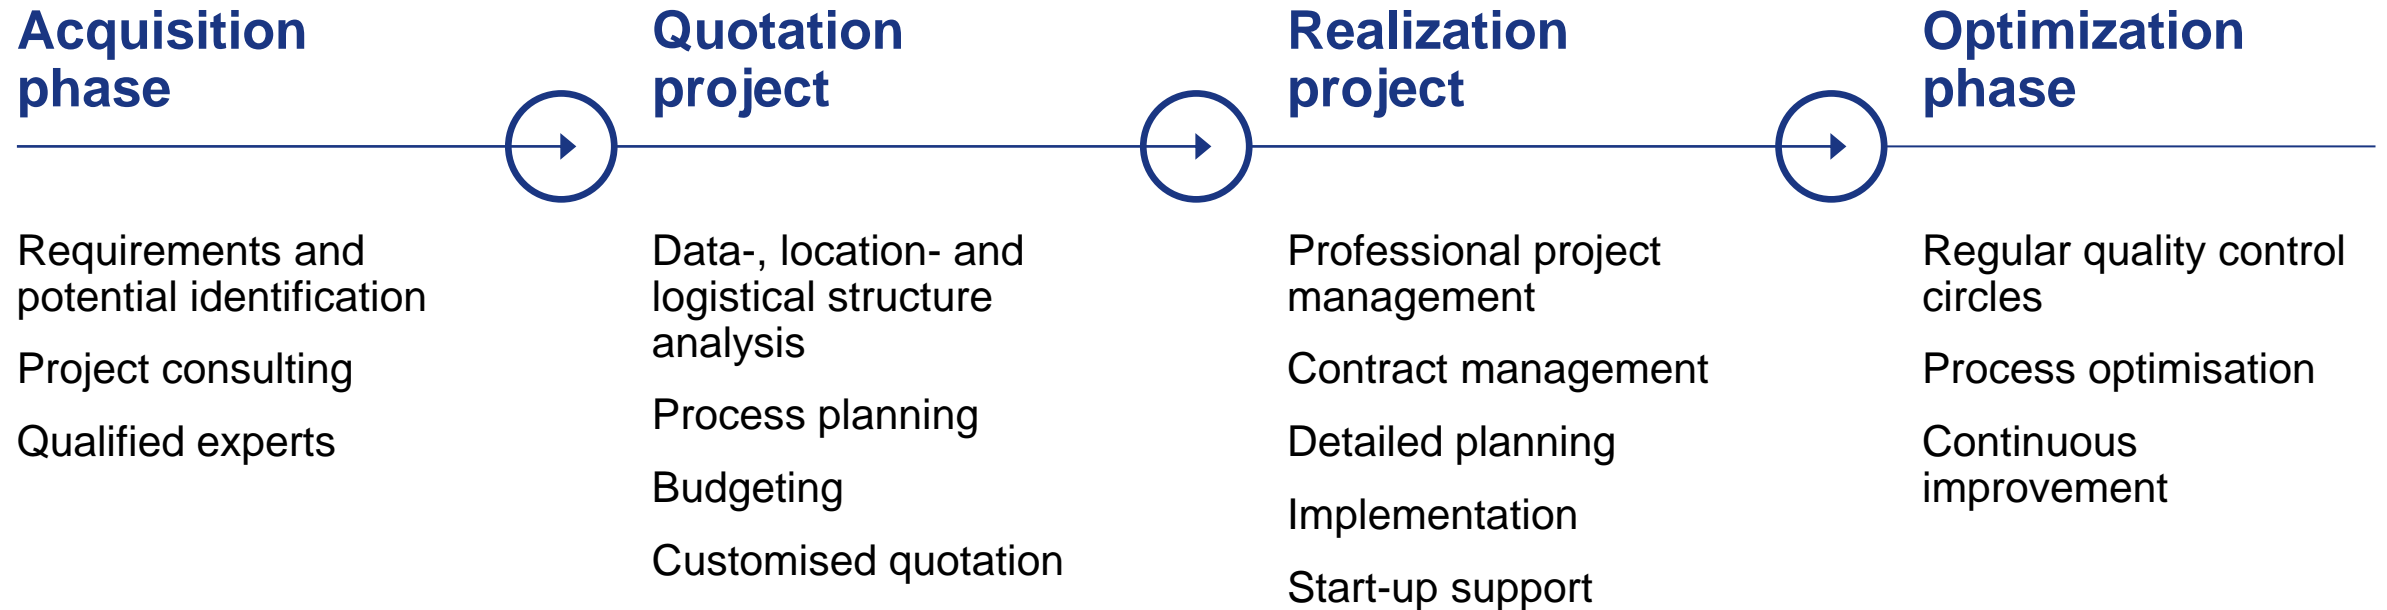 Acquisition
phase
Requirements and
potential identification
Project consulting
Qualified experts
Quotation
project
Data-, location- and
logistical structure
analysis
Process planning
Budgeting
Customised quotation
Realization
project
Professional project
management
Contract management
Detailed planning
Implementation
Start-up support
Optimization
phase
Regular quality control
circles
Process optimisation
Continuous
improvement